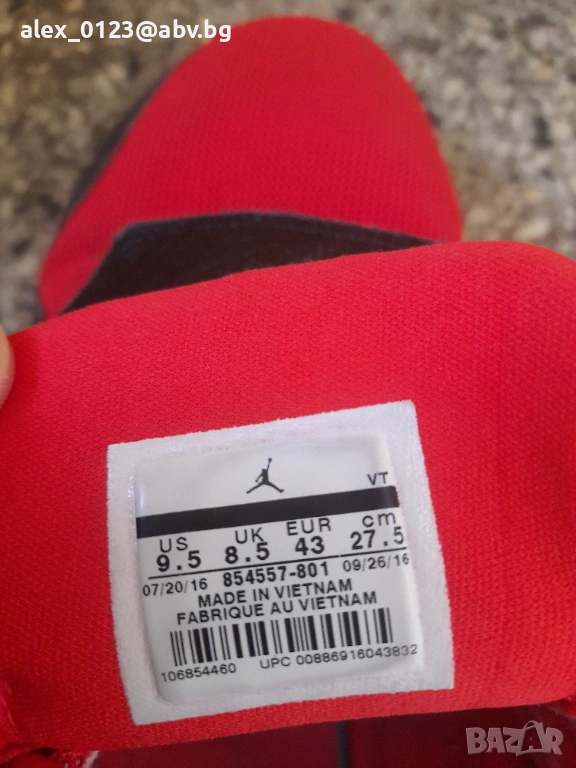 alex_0123@abv.bg
VT
US UK EUR cm
9.5 8.5 43 27.5
07/20/16 854557-801 09/26/16
MADE IN VIETNAM
FABRIQUE AU VIETNAM
106854460 UPC 00886916043832
BAZAR